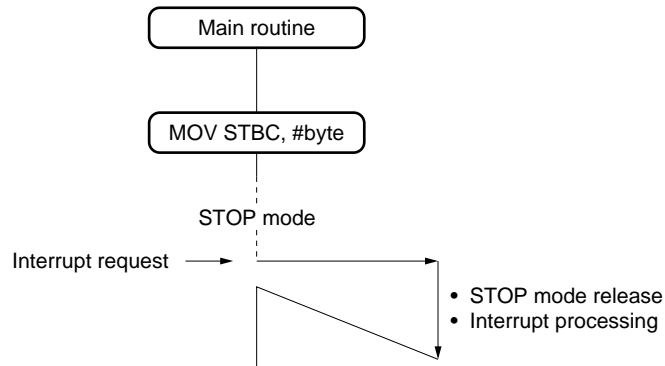 Main routine
MOV STBC, #byte
STOP mode
Interrupt request
• STOP mode release
• Interrupt processing